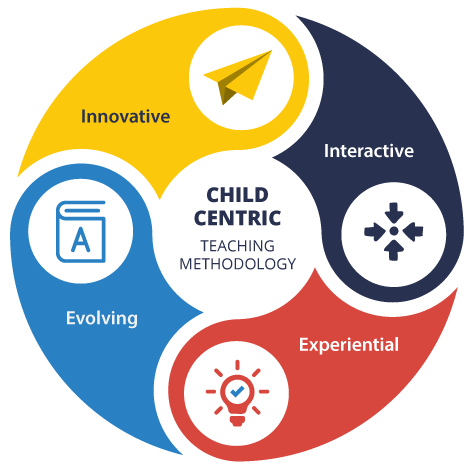 Innovative
Interactive
CHILD
CENTRIC
TEACHING
METHODOLOGY
A
Evolving
Experiential